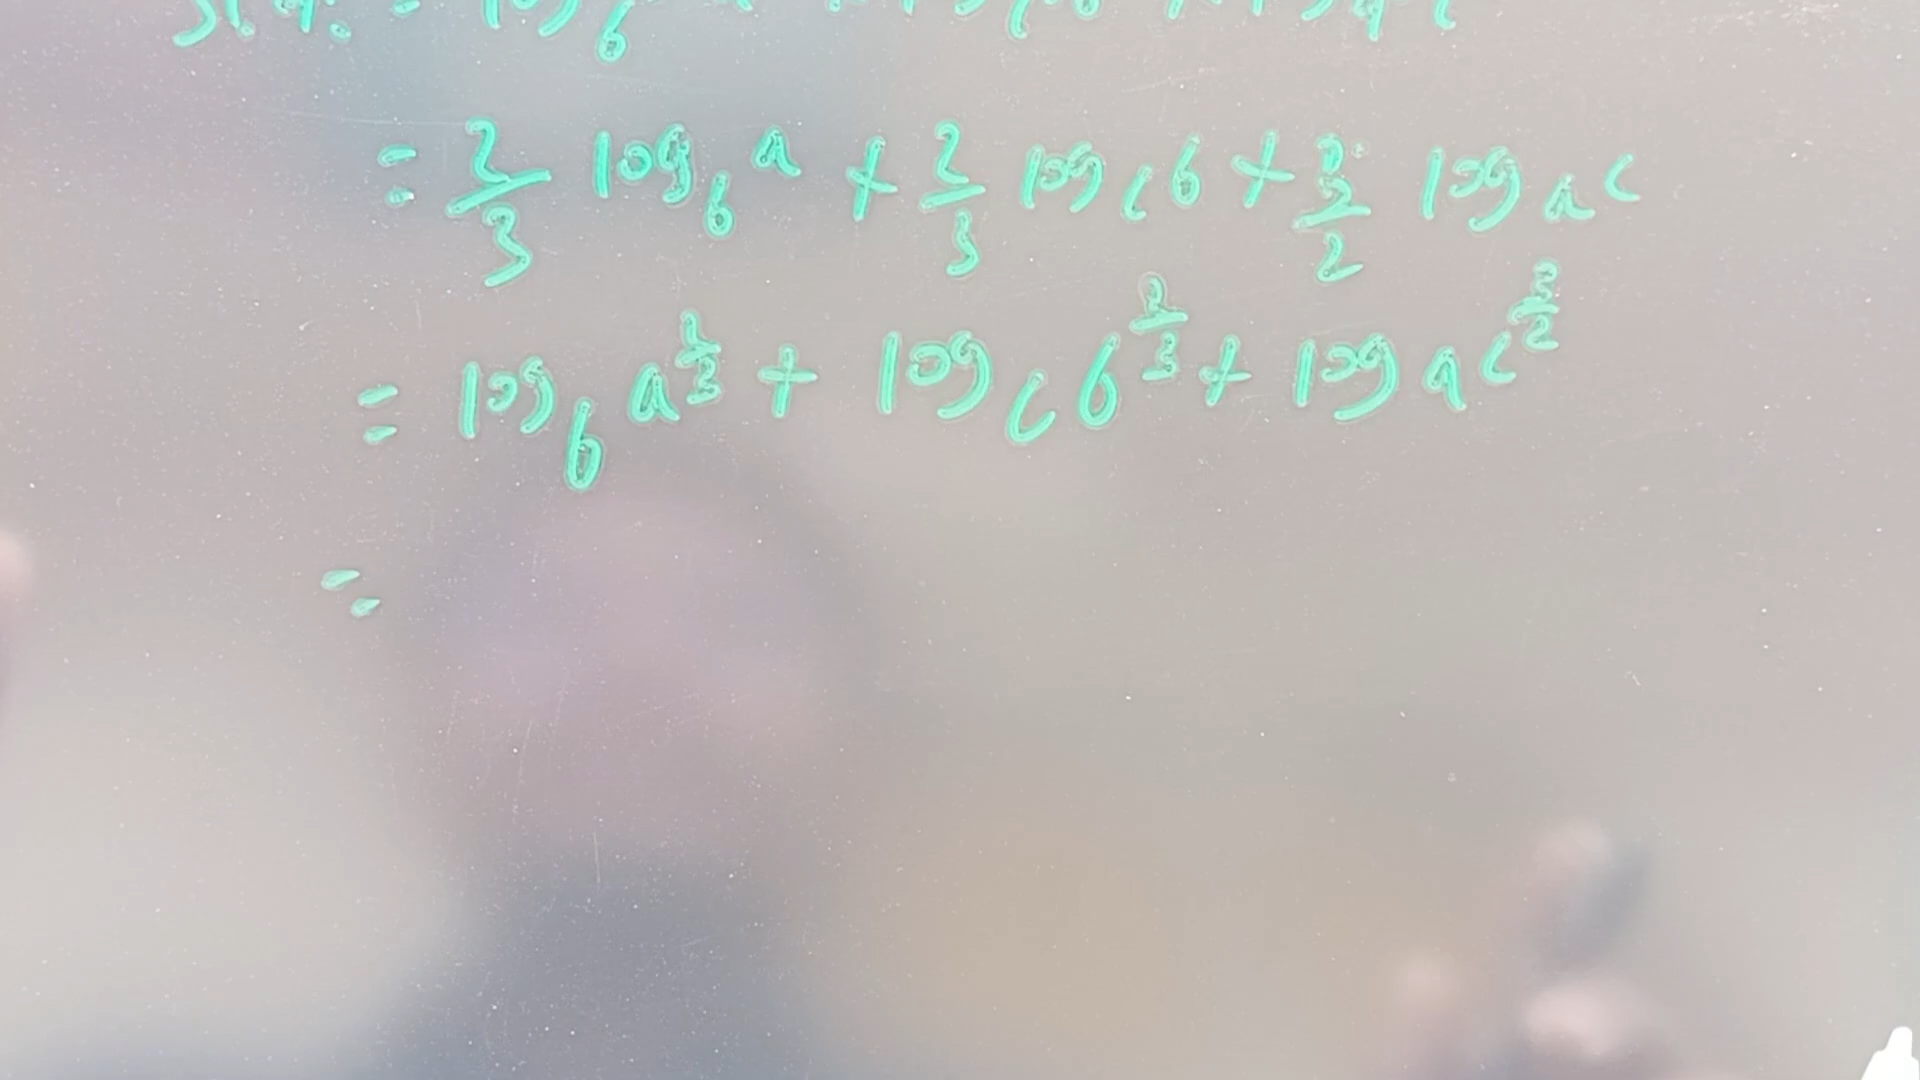 = 2/3 log_b a + 2/3 log_c b + 3/2 log_a c
= log_b a^{2/3} + log_c b^{2/3} + log_a c^{3/2}
=